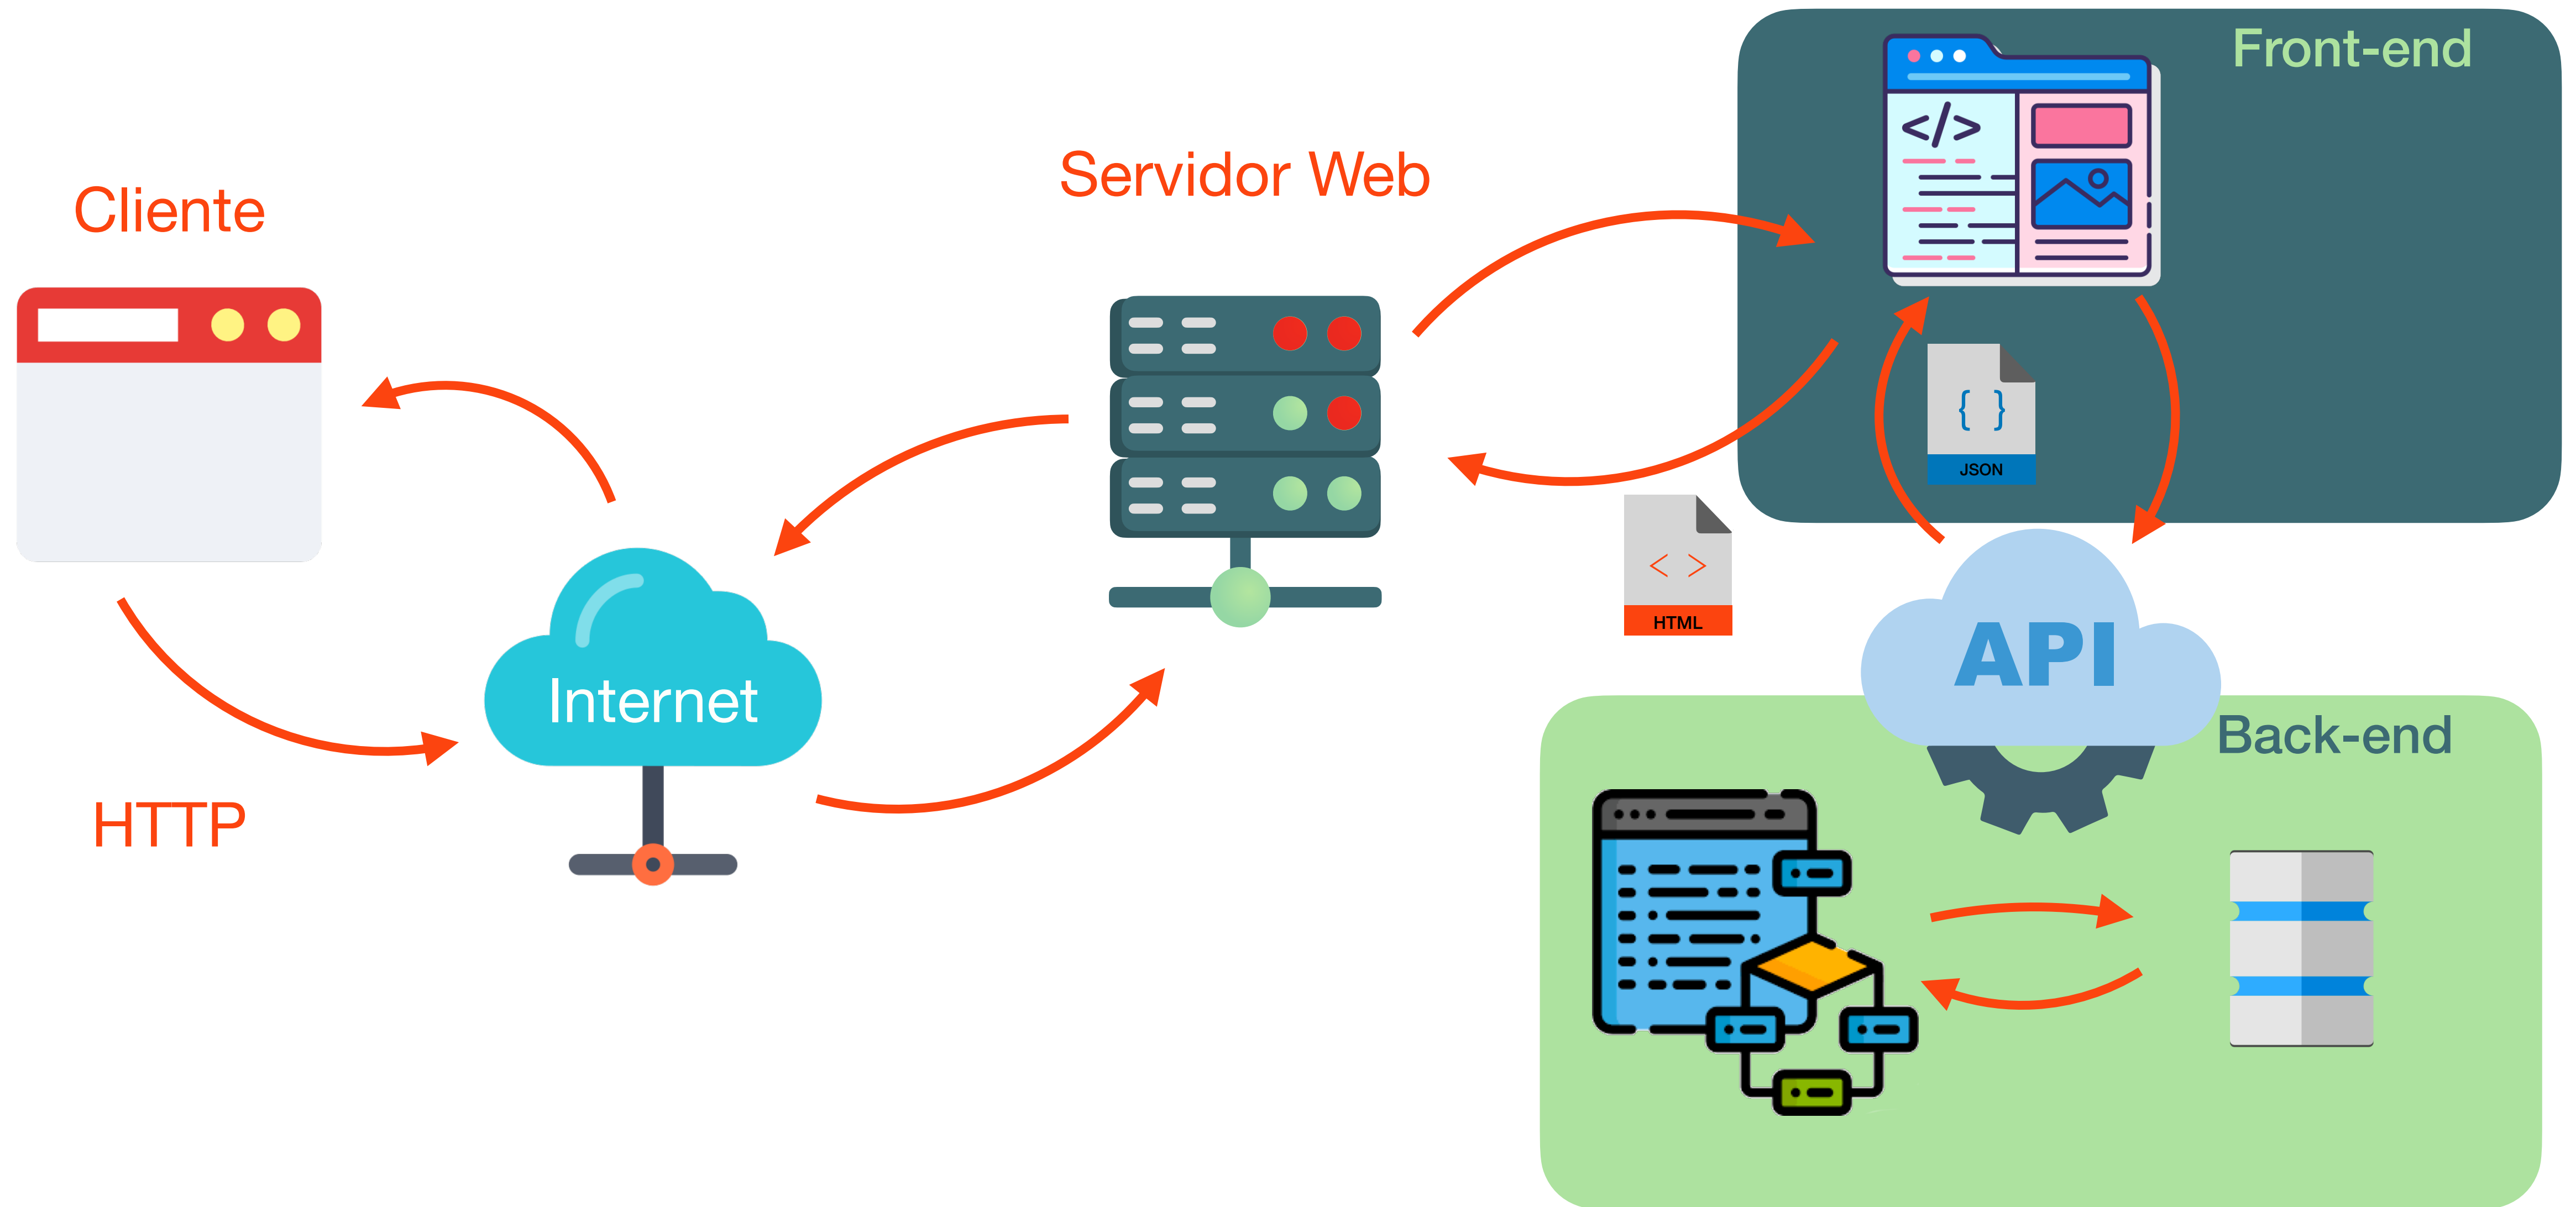 Front-end
Servidor Web
Cliente
</>
{ }
JSON
< >
HTML
API
Internet
Back-end
HTTP